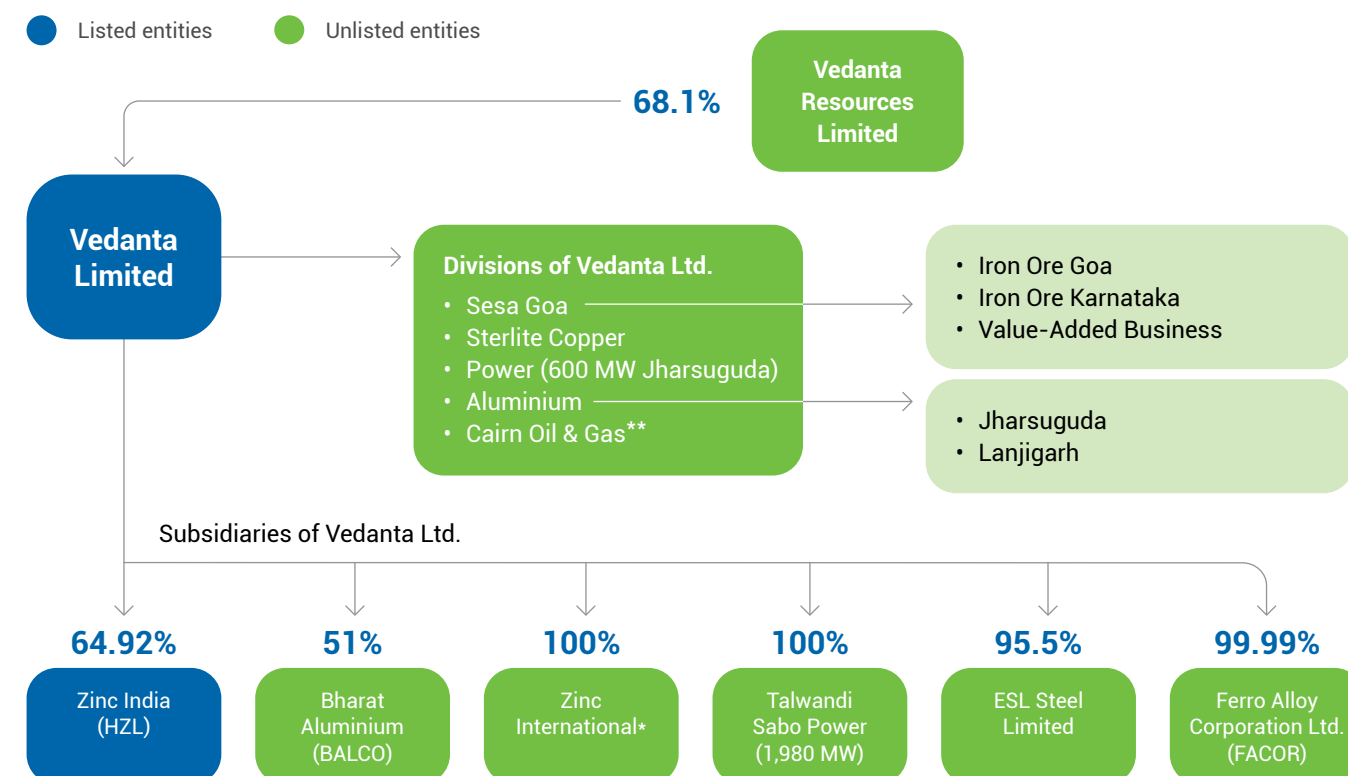 Listed entities
Unlisted entities
Vedanta
Resources
Limited
68.1%
Vedanta
Limited
Divisions of Vedanta Ltd.
• Sesa Goa
• Sterlite Copper
• Power (600 MW Jharsuguda)
• Aluminium
• Cairn Oil & Gas**
• Iron Ore Goa
• Iron Ore Karnataka
• Value-Added Business
• Jharsuguda
• Lanjigarh
Subsidiaries of Vedanta Ltd.
64.92%
Zinc India
(HZL)
51%
Bharat
Aluminium
(BALCO)
100%
Zinc
International*
100%
Talwandi
Sabo Power
(1,980 MW)
95.5%
ESL Steel
Limited
99.99%
Ferro Alloy
Corporation Ltd.
(FACOR)